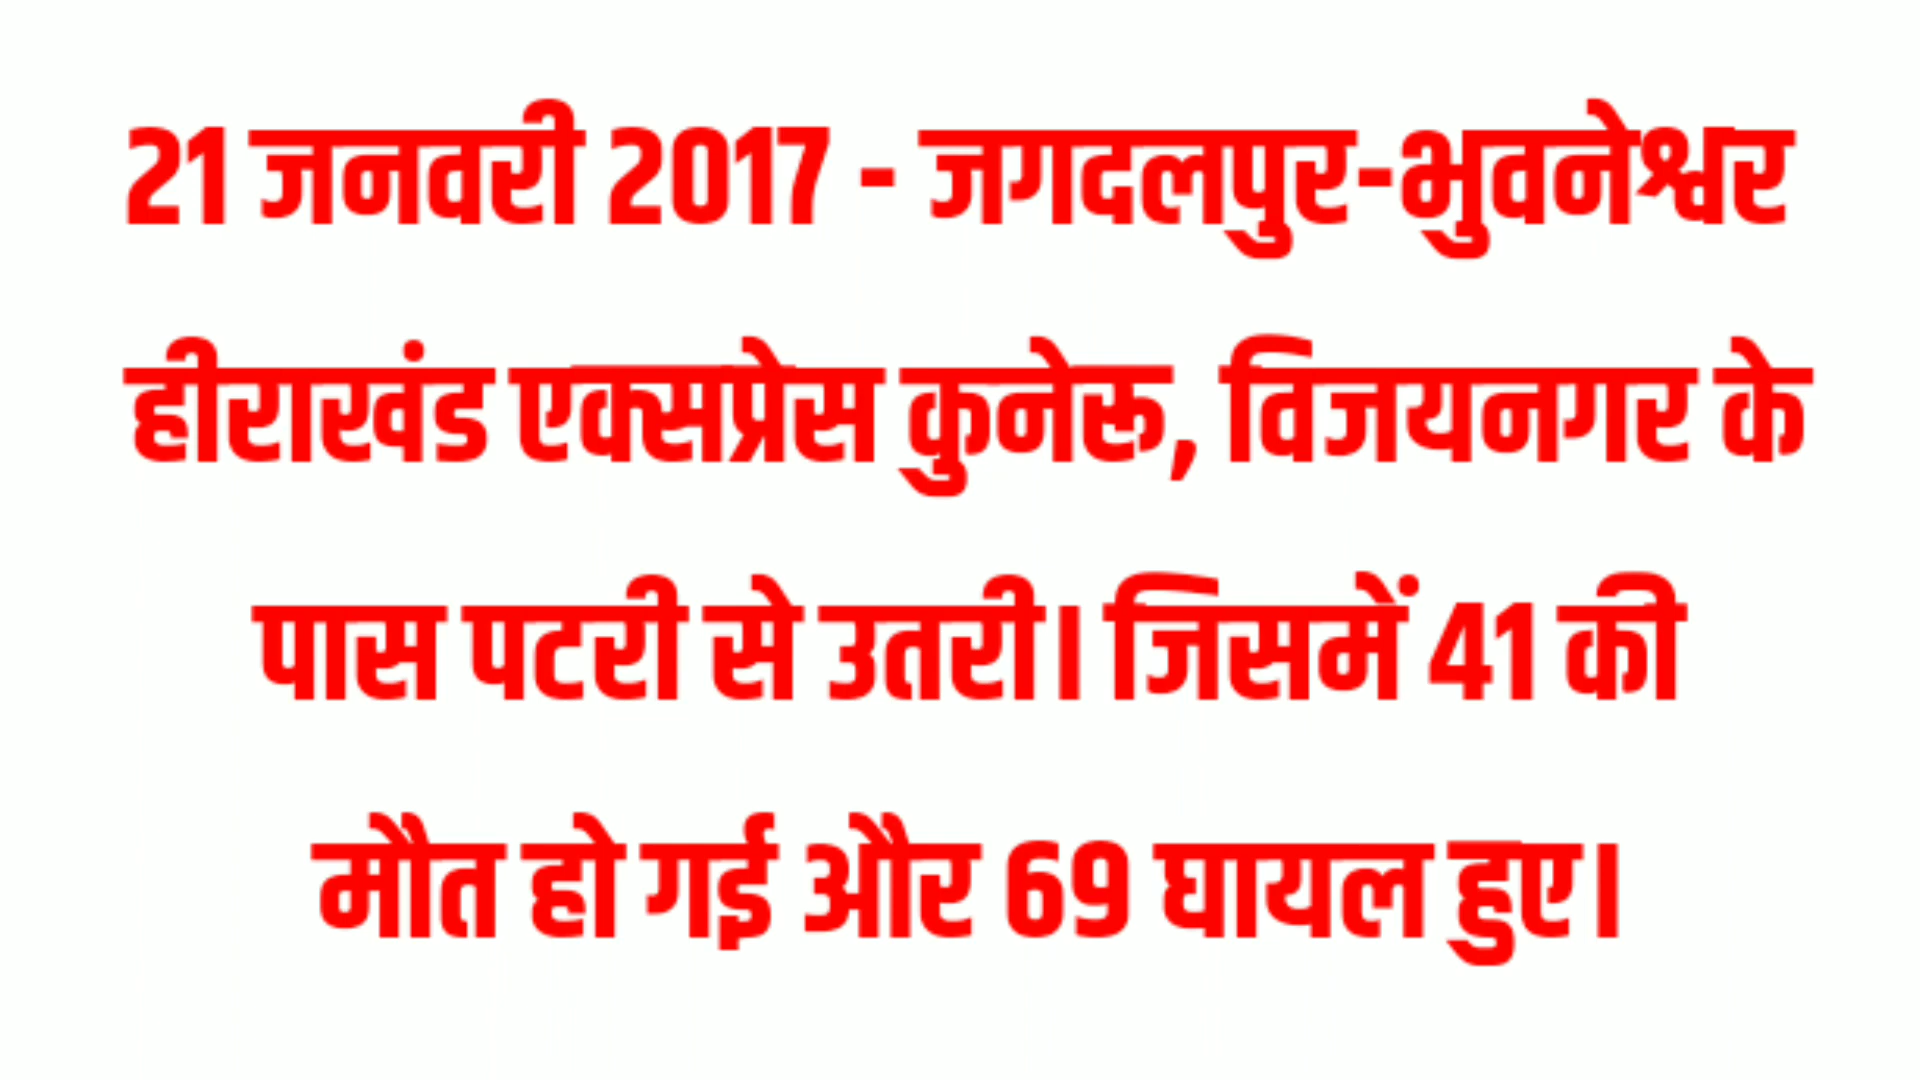 21 जनवरी 2017 - जगदलपुर-भुवनेश्वर
हीराखंड एक्सप्रेस कुनेरू, विजयनगर के
पास पटरी से उतरी। जिसमें 41 की
मौत हो गई और 69 घायल हुए।